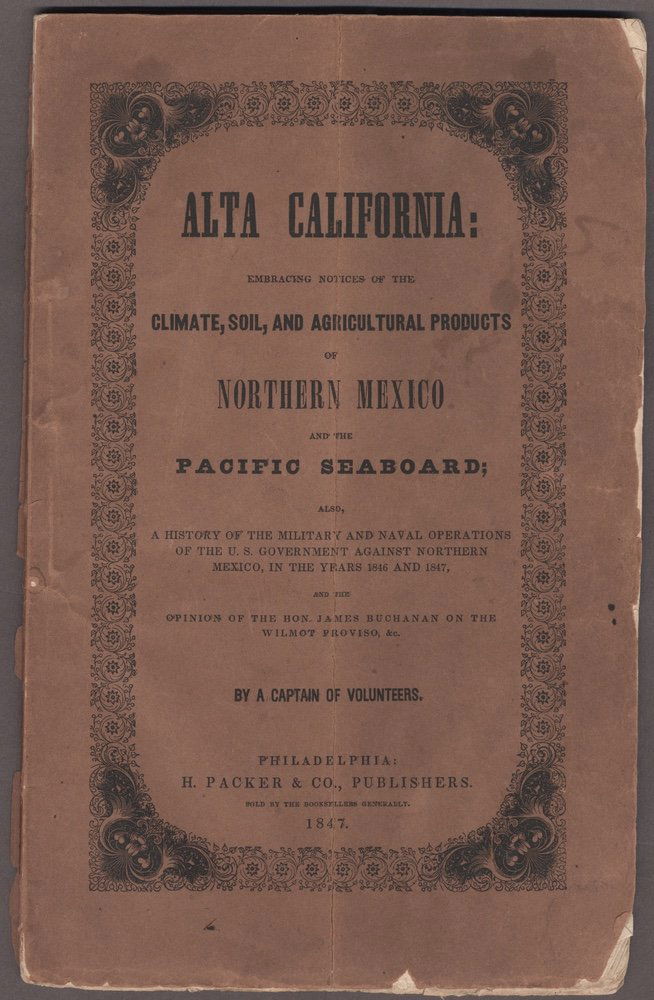 ALTA CALIFORNIA:
EMBRACING NOTICES OF THE
CLIMATE, SOIL, AND AGRICULTURAL PRODUCTS
OF
NORTHERN MEXICO
AND THE
PACIFIC SEABOARD;
ALSO,
A HISTORY OF THE MILITARY AND NAVAL OPERATIONS
OF THE U. S. GOVERNMENT AGAINST NORTHERN
MEXICO, IN THE YEARS 1846 AND 1847,
AND THE
OPINION OF THE HON. JAMES BUCHANAN ON THE
WILMOT PROVISO, &c.
BY A CAPTAIN OF VOLUNTEERS.
PHILADELPHIA:
H. PACKER & CO., PUBLISHERS.
SOLD BY THE BOOKSELLERS GENERALLY.
1847.